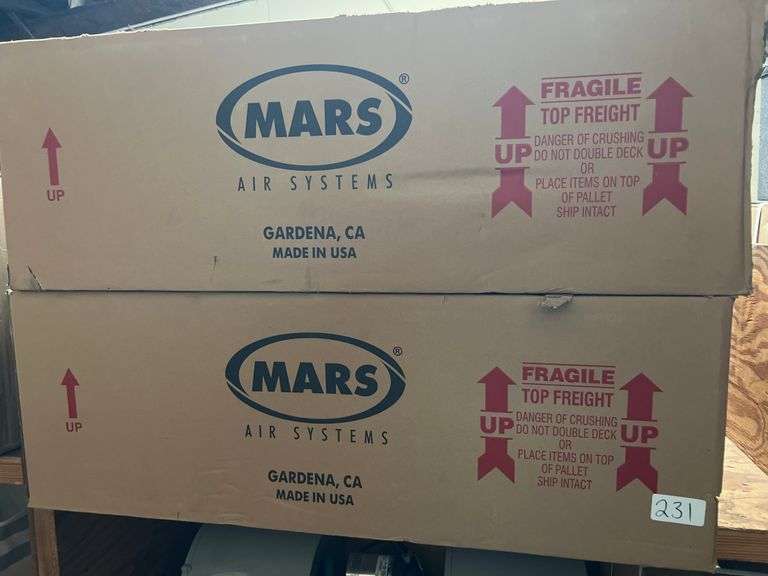 MARS®
AIR SYSTEMS
GARDENA, CA
MADE IN USA
UP
FRAGILE
TOP FREIGHT
DANGER OF CRUSHING
DO NOT DOUBLE DECK
OR
PLACE ITEMS ON TOP
OF PALLET
SHIP INTACT
UP
UP
MARS®
AIR SYSTEMS
GARDENA, CA
MADE IN USA
UP
FRAGILE
TOP FREIGHT
DANGER OF CRUSHING
DO NOT DOUBLE DECK
OR
PLACE ITEMS ON TOP
OF PALLET
SHIP INTACT
UP
UP
231